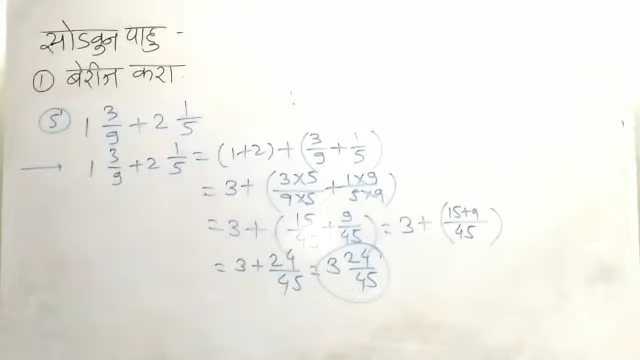 सोडवुन पाहु -
① बेरीज करा.
⑤ 1 3/9 + 2 1/5
→ 1 3/9 + 2 1/5 = (1+2) + (3/9 + 1/5)
= 3 + (3×5/9×5 + 1×9/5×9)
= 3 + (15/45 + 9/45) = 3 + (15+9/45)
= 3 + 24/45 = 3 24/45